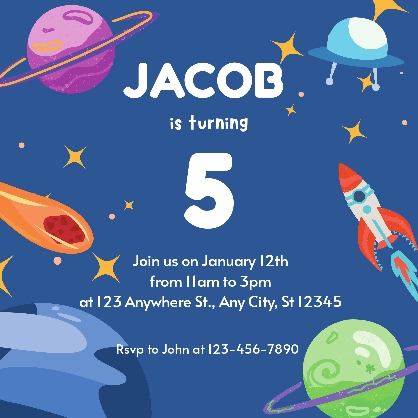 JACOB
is turning
5
Join us on January 12th
from 11am to 3pm
at 123 Anywhere St., Any City, St 12345
Rsvp to John at 123-456-7890